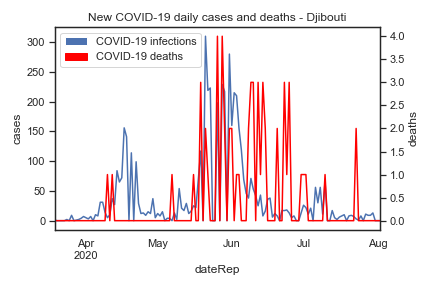 New COVID-19 daily cases and deaths - Djibouti
COVID-19 infections
COVID-19 deaths
300
250
200
150
100
50
0
cases
4.0
3.5
3.0
2.5
2.0
1.5
1.0
0.5
0.0
deaths
Apr
2020
May
Jun
Jul
Aug
dateRep